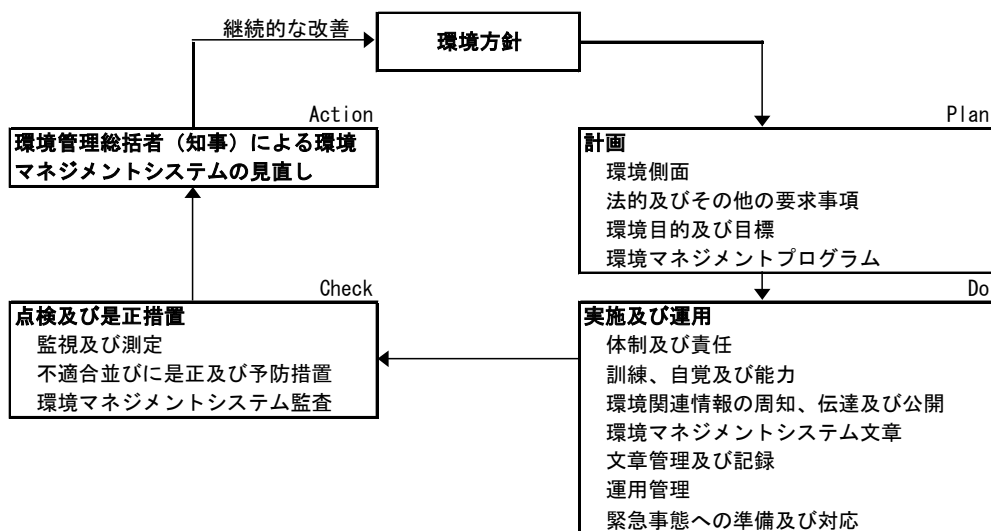 継続的な改善
環境方針
Action
環境管理総括者（知事）による環境
マネジメントシステムの見直し
Plan
計画
環境側面
法的及びその他の要求事項
環境目的及び目標
環境マネジメントプログラム
Check
点検及び是正措置
監視及び測定
不適合並びに是正及び予防措置
環境マネジメントシステム監査
Do
実施及び運用
体制及び責任
訓練、自覚及び能力
環境関連情報の周知、伝達及び公開
環境マネジメントシステム文章
文章管理及び記録
運用管理
緊急事態への準備及び対応